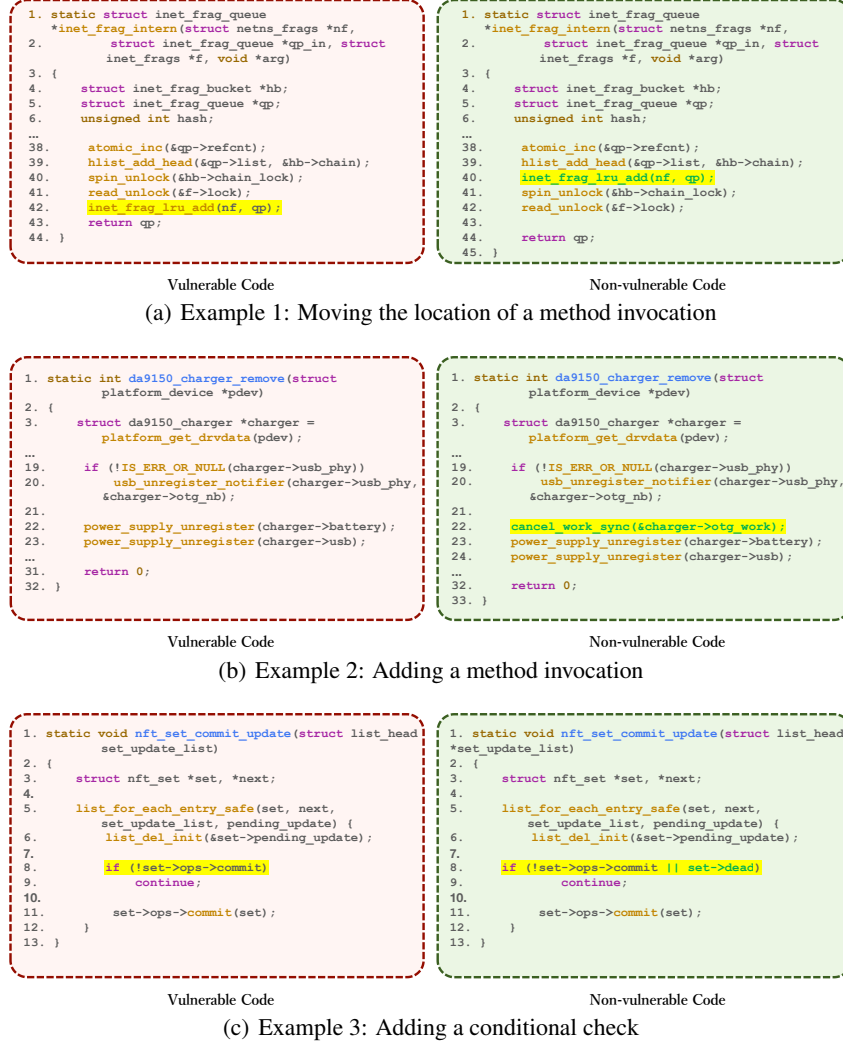 1. static struct inet_frag_queue
*inet_frag_intern(struct netns_frags *nf,
2. struct inet_frag_queue *qp_in, struct
inet_frags *f, void *arg)
3. {
4. struct inet_frag_bucket *hb;
5. struct inet_frag_queue *qp;
6. unsigned int hash;
...
38. atomic_inc(&qp->refcnt);
39. hlist_add_head(&qp->list, &hb->chain);
40. spin_unlock(&hb->chain_lock);
41. read_unlock(&f->lock);
42. inet_frag_lru_add(nf, qp);
43. return qp;
44. }
Vulnerable Code
1. static struct inet_frag_queue
*inet_frag_intern(struct netns_frags *nf,
2. struct inet_frag_queue *qp_in, struct
inet_frags *f, void *arg)
3. {
4. struct inet_frag_bucket *hb;
5. struct inet_frag_queue *qp;
6. unsigned int hash;
...
38. atomic_inc(&qp->refcnt);
39. hlist_add_head(&qp->list, &hb->chain);
40. inet_frag_lru_add(nf, qp);
41. spin_unlock(&hb->chain_lock);
42. read_unlock(&f->lock);
43.
44. return qp;
45. }
Non-vulnerable Code
(a) Example 1: Moving the location of a method invocation
1. static int da9150_charger_remove(struct
platform_device *pdev)
2. {
3. struct da9150_charger *charger =
platform_get_drvdata(pdev);
...
19. if (!IS_ERR_OR_NULL(charger->usb_phy))
20. usb_unregister_notifier(charger->usb_phy,
&charger->otg_nb);
21.
22. power_supply_unregister(charger->battery);
23. power_supply_unregister(charger->usb);
...
31. return 0;
32. }
Vulnerable Code
1. static int da9150_charger_remove(struct
platform_device *pdev)
2. {
3. struct da9150_charger *charger =
platform_get_drvdata(pdev);
...
19. if (!IS_ERR_OR_NULL(charger->usb_phy))
20. usb_unregister_notifier(charger->usb_phy,
&charger->otg_nb);
21.
22. cancel_work_sync(&charger->otg_work);
23. power_supply_unregister(charger->battery);
24. power_supply_unregister(charger->usb);
...
32. return 0;
33. }
Non-vulnerable Code
(b) Example 2: Adding a method invocation
1. static void nft_set_commit_update(struct list_head
set_update_list)
2. {
3. struct nft_set *set, *next;
4.
5. list_for_each_entry_safe(set, next,
set_update_list, pending_update) {
6. list_del_init(&set->pending_update);
7.
8. if (!set->ops->commit)
9. continue;
10.
11. set->ops->commit(set);
12. }
13. }
Vulnerable Code
1. static void nft_set_commit_update(struct list_head
*set_update_list)
2. {
3. struct nft_set *set, *next;
4.
5. list_for_each_entry_safe(set, next,
set_update_list, pending_update) {
6. list_del_init(&set->pending_update);
7.
8. if (!set->ops->commit || set->dead)
9. continue;
10.
11. set->ops->commit(set);
12. }
13. }
Non-vulnerable Code
(c) Example 3: Adding a conditional check